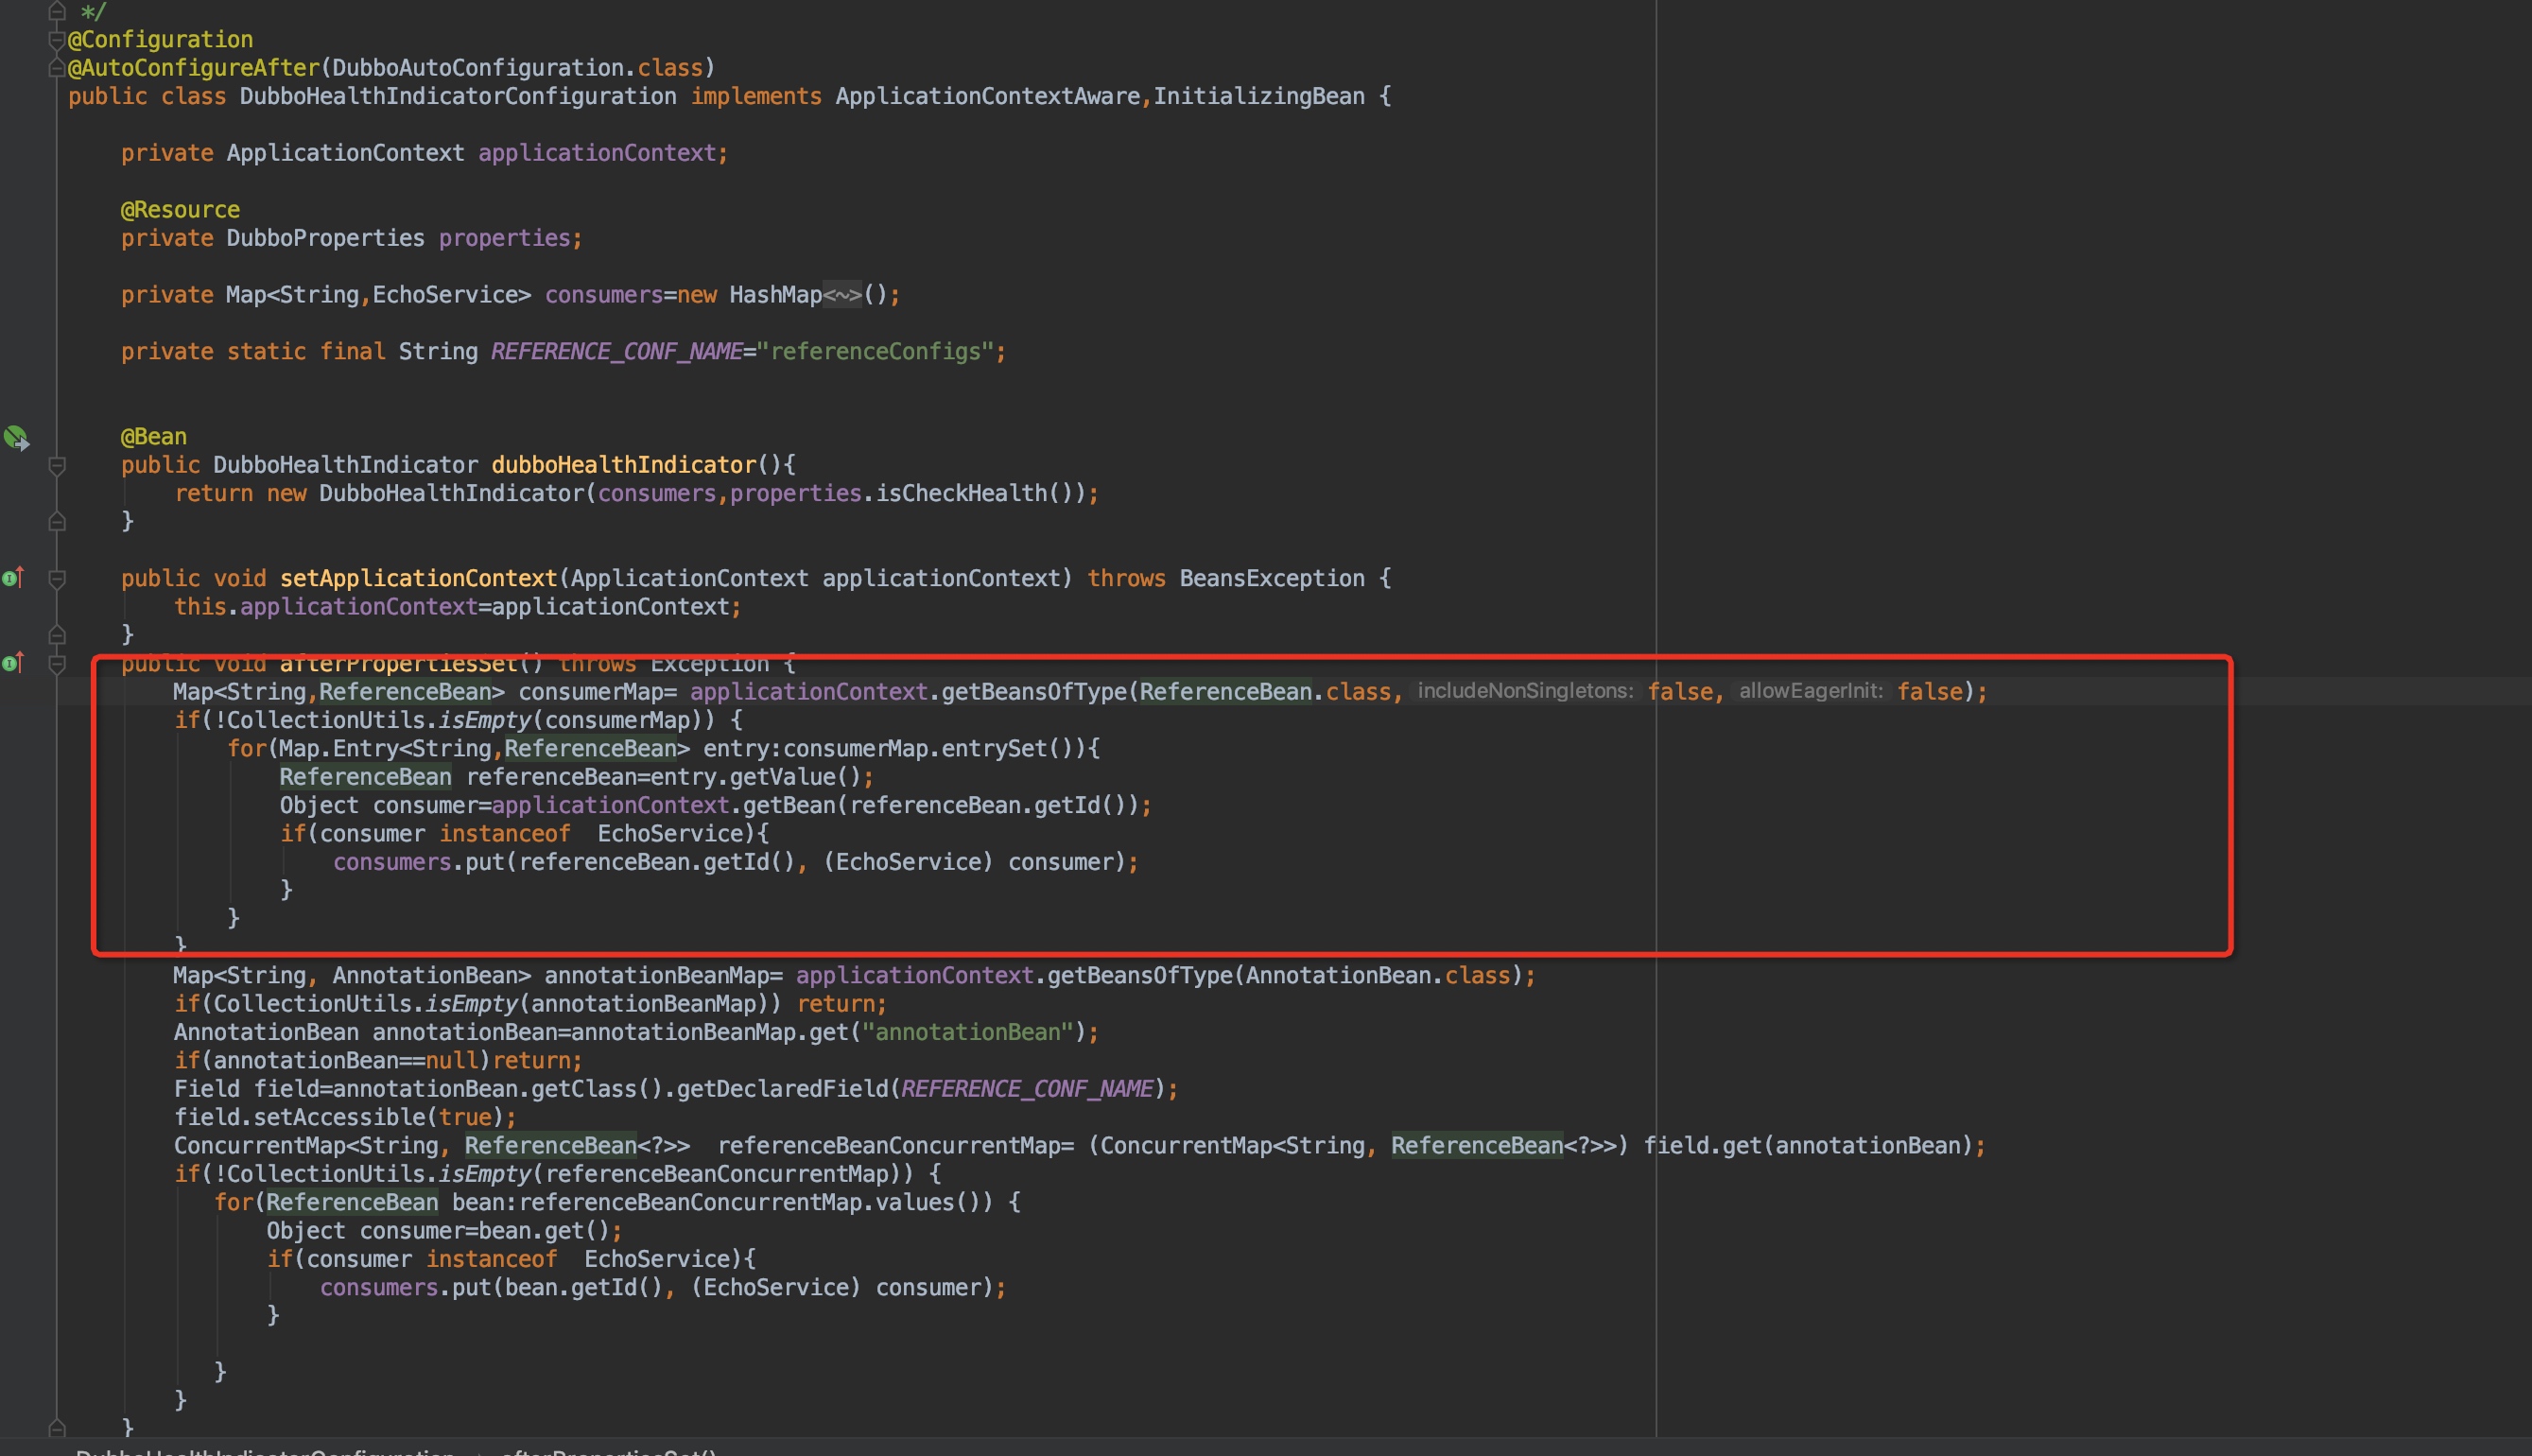 */
@Configuration
@AutoConfigureAfter(DubboAutoConfiguration.class)
public class DubboHealthIndicatorConfiguration implements ApplicationContextAware,InitializingBean {
private ApplicationContext applicationContext;
@Resource
private DubboProperties properties;
private Map<String,EchoService> consumers=new HashMap<~>();
private static final String REFERENCE_CONF_NAME="referenceConfigs";
@Bean
public DubboHealthIndicator dubboHealthIndicator(){
return new DubboHealthIndicator(consumers,properties.isCheckHealth());
}
public void setApplicationContext(ApplicationContext applicationContext) throws BeansException {
this.applicationContext=applicationContext;
}
public void afterPropertiesSet() throws Exception {
Map<String,ReferenceBean> consumerMap= applicationContext.getBeansOfType(ReferenceBean.class, includeNonSingletons: false, allowEagerInit: false);
if(!CollectionUtils.isEmpty(consumerMap)) {
for(Map.Entry<String,ReferenceBean> entry:consumerMap.entrySet()){
ReferenceBean referenceBean=entry.getValue();
Object consumer=applicationContext.getBean(referenceBean.getId());
if(consumer instanceof  EchoService){
consumers.put(referenceBean.getId(), (EchoService) consumer);
}
}
}
Map<String, AnnotationBean> annotationBeanMap= applicationContext.getBeansOfType(AnnotationBean.class);
if(CollectionUtils.isEmpty(annotationBeanMap)) return;
AnnotationBean annotationBean=annotationBeanMap.get("annotationBean");
if(annotationBean==null)return;
Field field=annotationBean.getClass().getDeclaredField(REFERENCE_CONF_NAME);
field.setAccessible(true);
ConcurrentMap<String, ReferenceBean<?>>  referenceBeanConcurrentMap= (ConcurrentMap<String, ReferenceBean<?>>) field.get(annotationBean);
if(!CollectionUtils.isEmpty(referenceBeanConcurrentMap)) {
for(ReferenceBean bean:referenceBeanConcurrentMap.values()) {
Object consumer=bean.get();
if(consumer instanceof  EchoService){
consumers.put(bean.getId(), (EchoService) consumer);
}
}
}
}
DubboHealthIndicatorConfiguration › afterPropertiesSet()